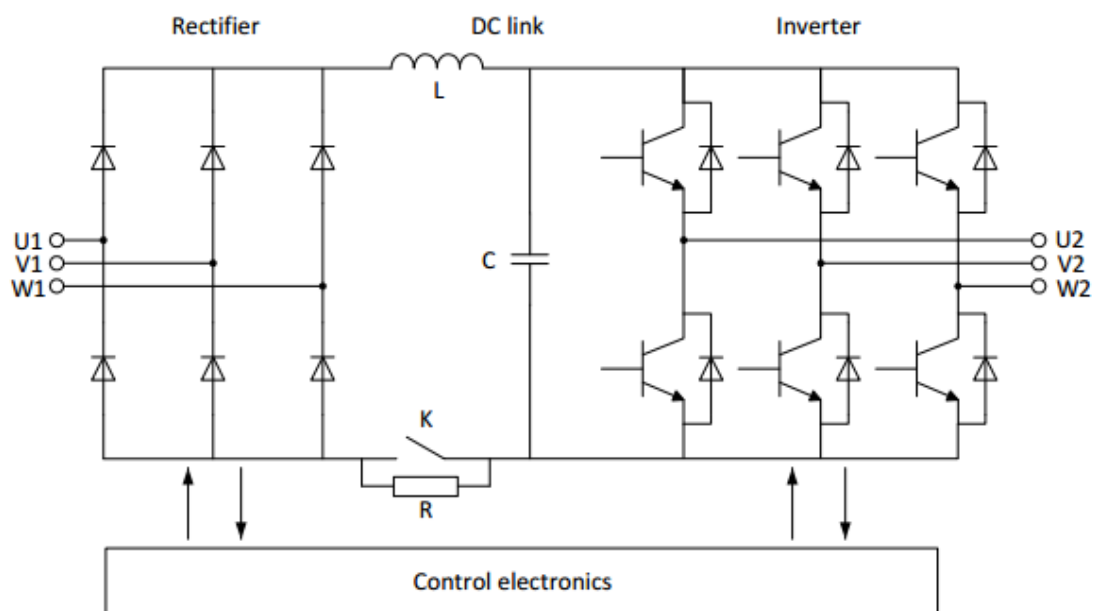 Rectifier
DC link
Inverter
L
U1
V1
W1
C
U2
V2
W2
K
R
Control electronics